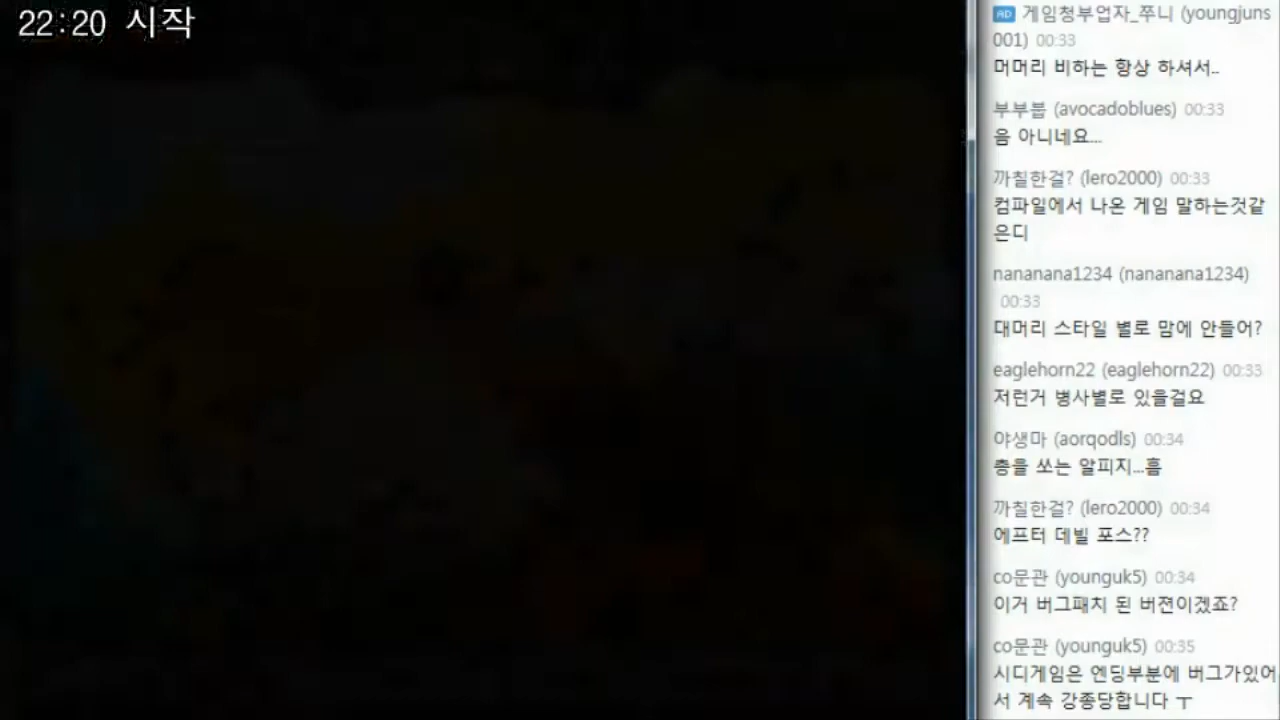 22:20 시작
AD 게임청부업자_쭈니 (youngjuns
001) 00:33
머머리 비하는 항상 하셔서..
부부붑 (avocadoblues) 00:33
음 아니네요...
까칠한걸? (lero2000) 00:33
컴파일에서 나온 게임 말하는것같
은디
nananana1234 (nananana1234)
00:33
대머리 스타일 별로 맘에 안들어?
eaglehorn22 (eaglehorn22) 00:33
저런거 병사별로 있을걸요
야생마 (aorqodls) 00:34
총을 쏘는 알피지...흠
까칠한걸? (lero2000) 00:34
에프터 데빌 포스??
co문관 (younguk5) 00:34
이거 버그패치 된 버젼이겠죠?
co문관 (younguk5) 00:35
시디게임은 엔딩부분에 버그가있어
서 계속 강종당합니다 ㅜ